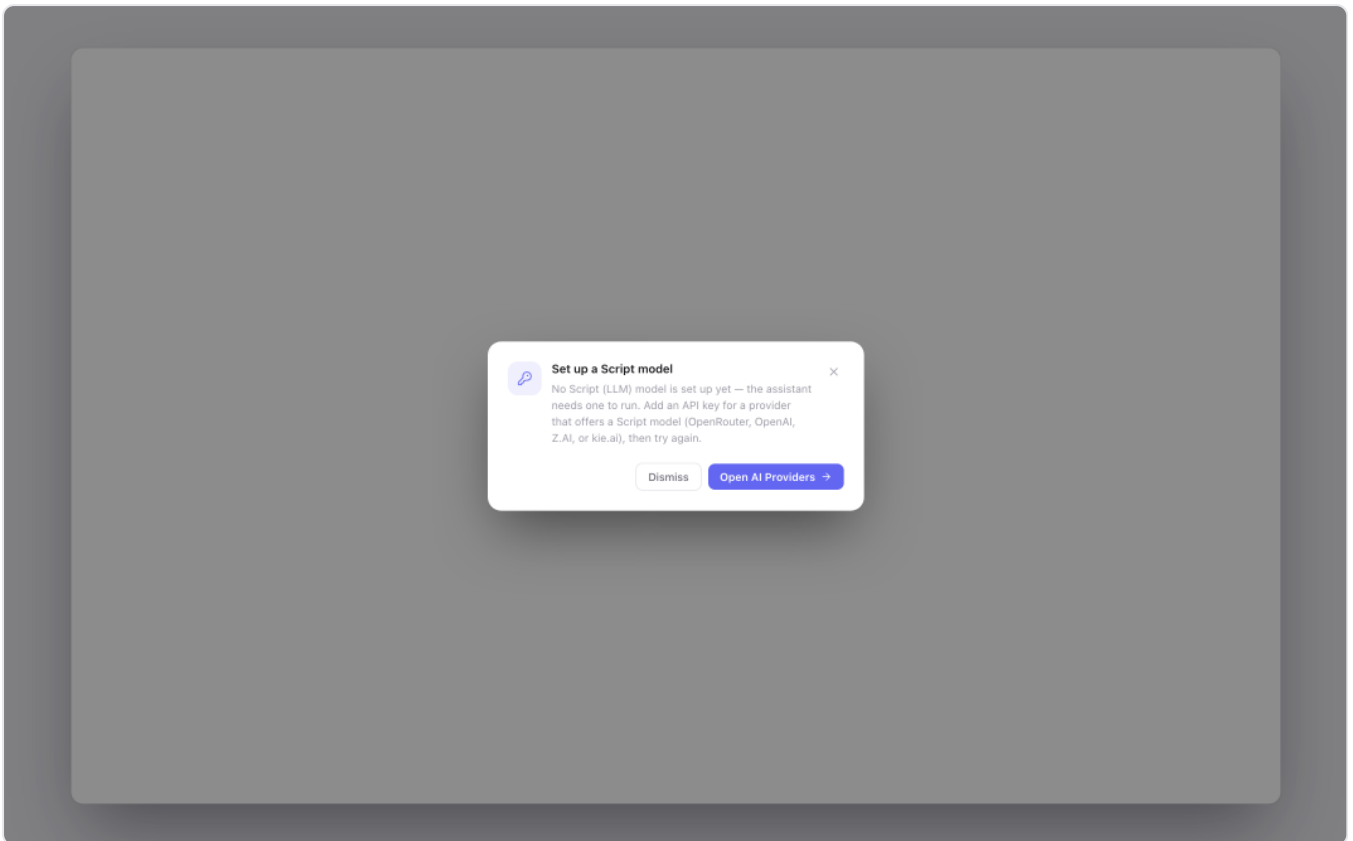 Set up a Script model
No Script (LLM) model is set up yet — the assistant
needs one to run. Add an API key for a provider
that offers a Script model (OpenRouter, OpenAI,
Z.AI, or kie.ai), then try again.
Dismiss
Open AI Providers →